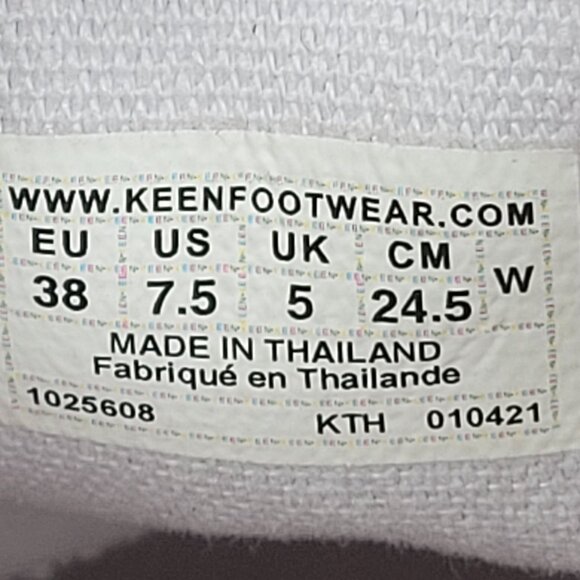 WWW.KEENFOOTWEAR.COM
EU US UK CM W
38 7.5 5 24.5
MADE IN THAILAND
Fabriqué en Thailande
1025608 KTH 010421